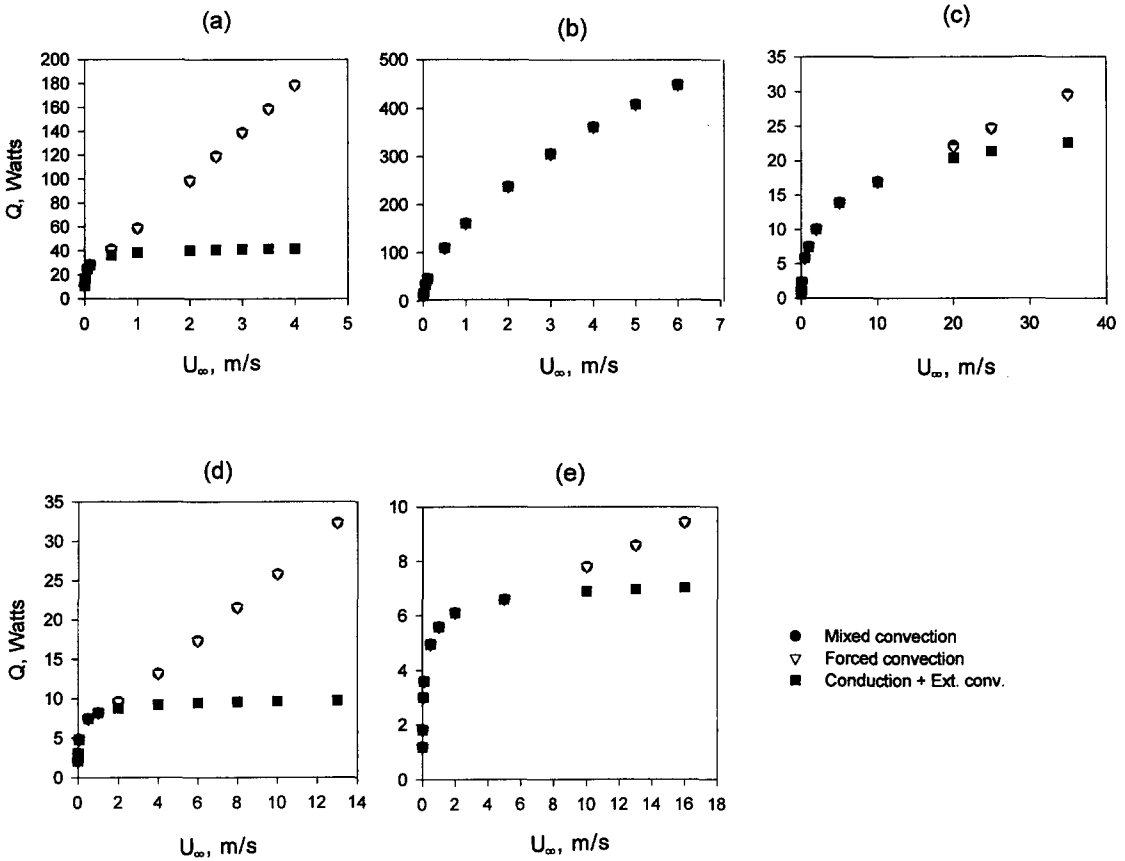 (a)
(b)
(c)
Q, Watts
200
180
160
140
120
100
80
60
40
20
0
0 1 2 3 4 5
U∞, m/s
500
400
300
200
100
0
0 1 2 3 4 5 6 7
U∞, m/s
35
30
25
20
15
10
5
0
0 10 20 30 40
U∞, m/s
(d)
(e)
Q, Watts
35
30
25
20
15
10
5
0
0 2 4 6 8 10 12 14
U∞, m/s
10
8
6
4
2
0
0 2 4 6 8 10 12 14 16 18
U∞, m/s
Mixed convection
Forced convection
Conduction + Ext. conv.